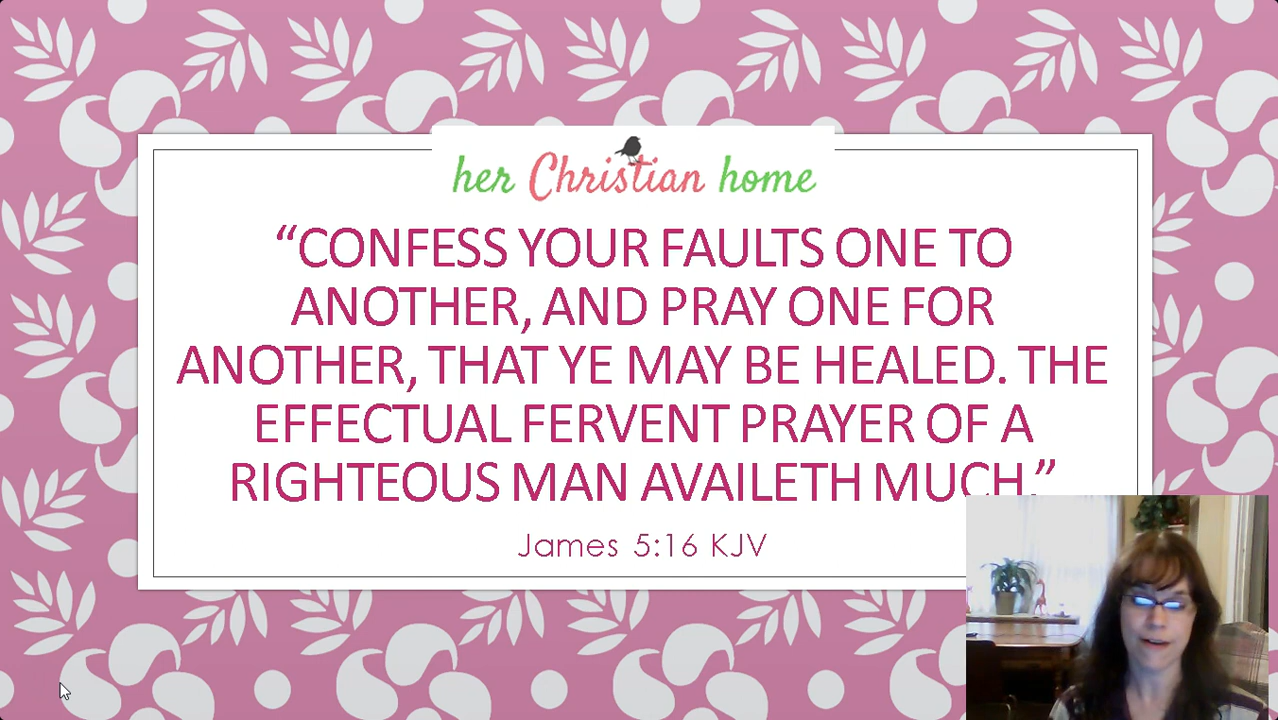 her Christian home
“CONFESS YOUR FAULTS ONE TO
ANOTHER, AND PRAY ONE FOR
ANOTHER, THAT YE MAY BE HEALED. THE
EFFECTUAL FERVENT PRAYER OF A
RIGHTEOUS MAN AVAILETH MUCH.”
James 5:16 KJV